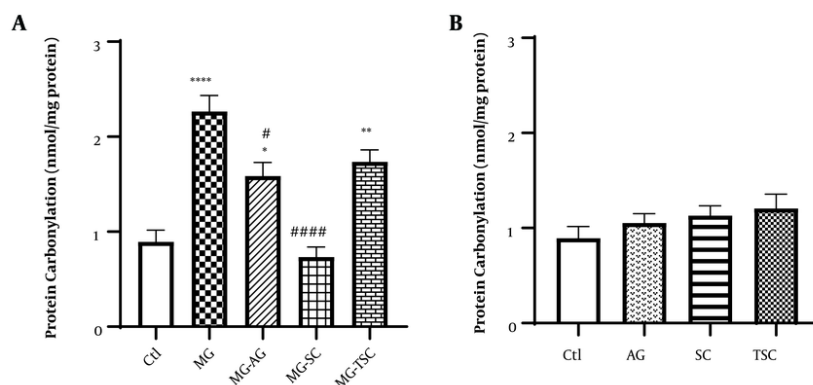 A
Protein Carbonylation (nmol/mg protein)
3
2
1
0
****
#
*
####
**
Ctl
MG
MG-AG
MG-SC
MG-TSC
B
Protein Carbonylation (nmol/mg protein)
3
2
1
0
Ctl
AG
SC
TSC